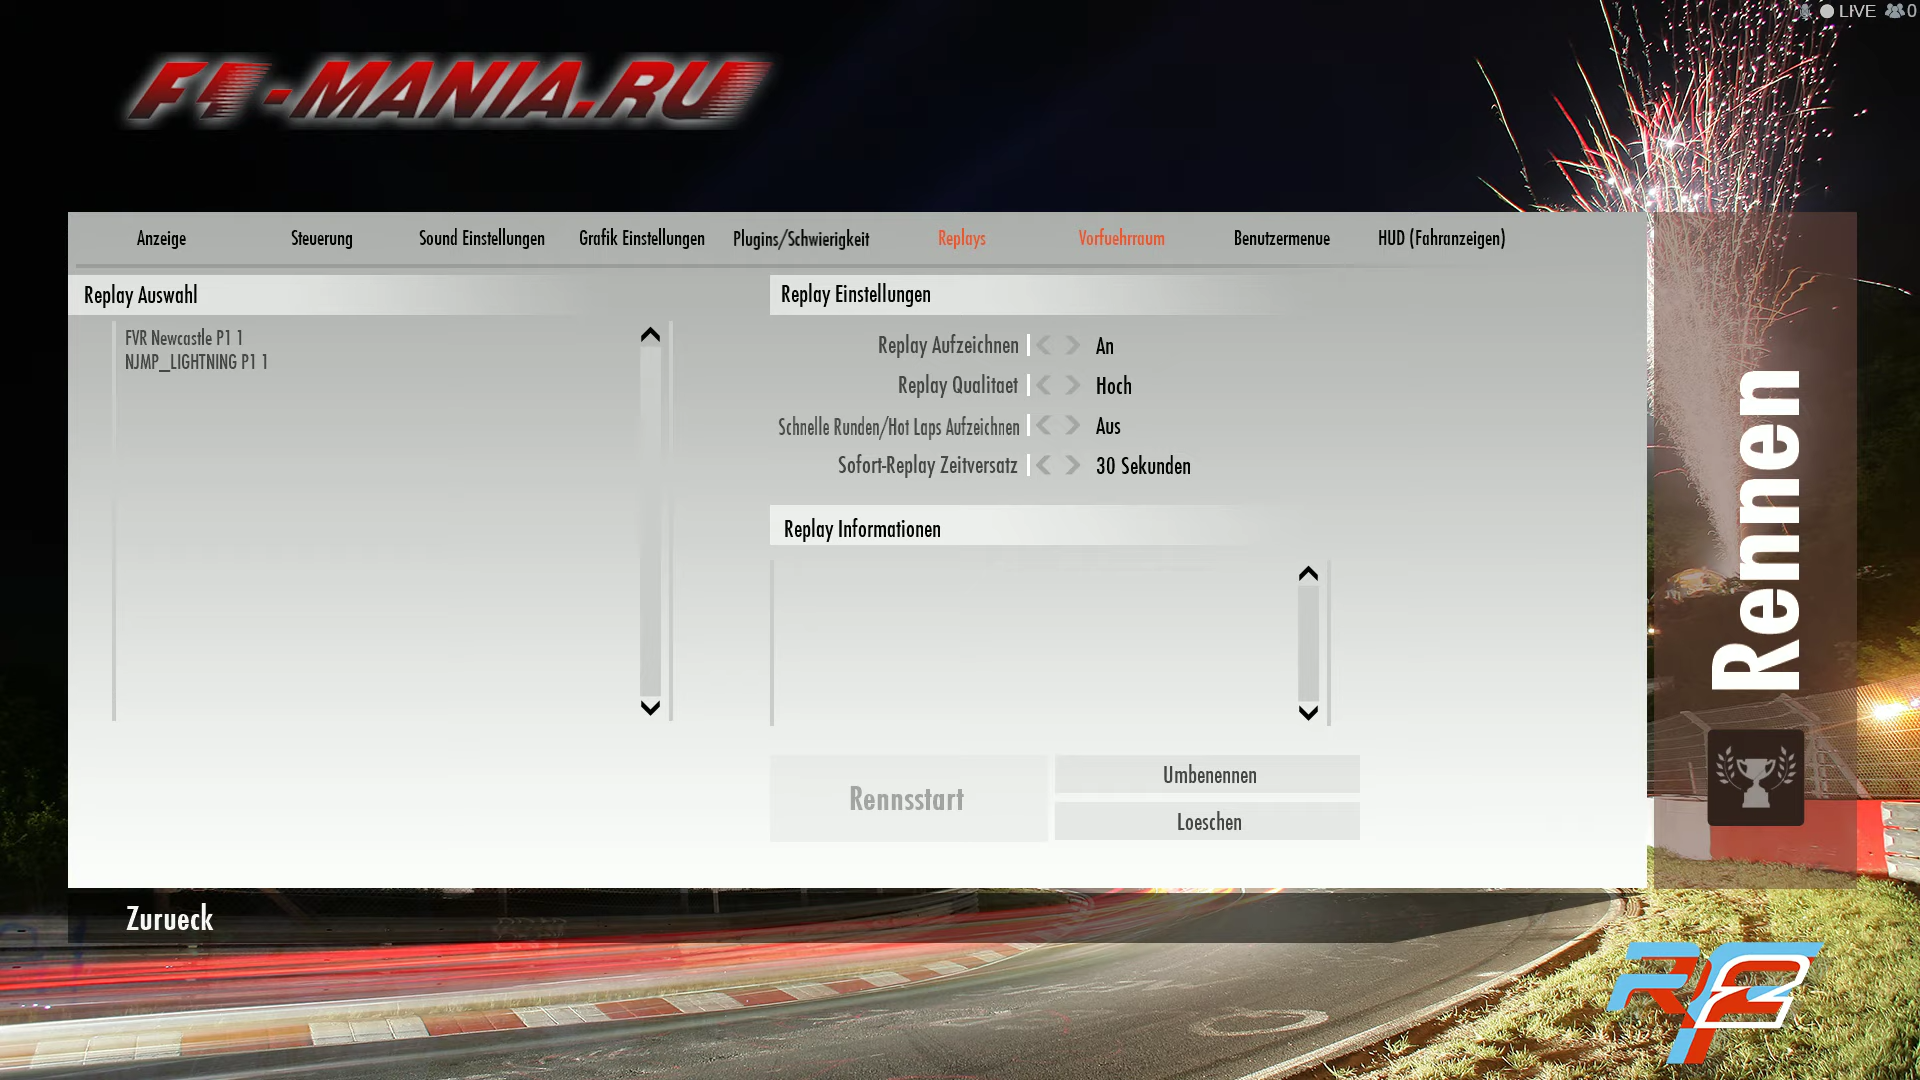 LIVE 0
F1-MANIA.RU
Anzeige Steuerung Sound Einstellungen Grafik Einstellungen Plugins/Schwierigkeit Replays Vorfuehrraum Benutzermenue HUD (Fahranzeigen)
Replay Auswahl
FVR Newcastle P1 1
NJMP_LIGHTNING P1 1
Replay Einstellungen
Replay Aufzeichnen An
Replay Qualitaet Hoch
Schnelle Runden/Hot Laps Aufzeichnen Aus
Sofort-Replay Zeitversatz 30 Sekunden
Replay Informationen
Rennsstart
Umbenennen
Loeschen
Zurueck
Rennen
RF2